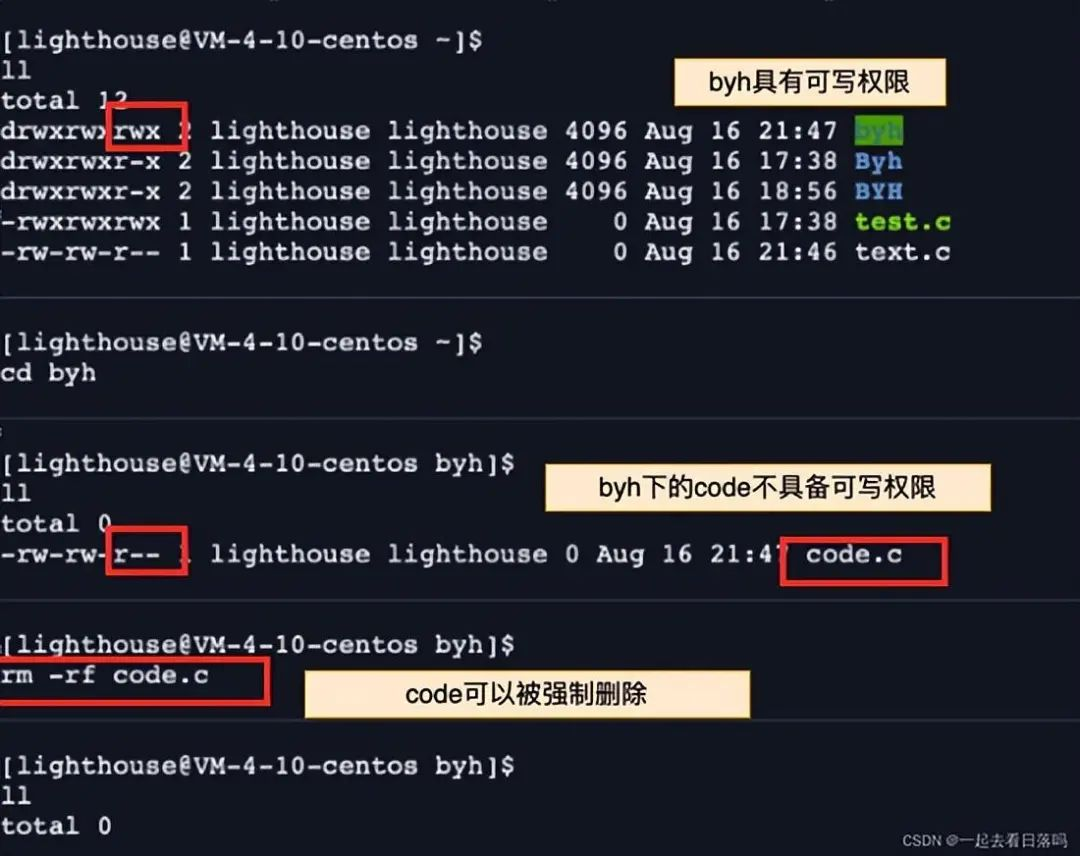 [lighthouse@VM-4-10-centos ~]$
ll
byh具有可写权限
total 12
drwxrwxrwx 2 lighthouse lighthouse 4096 Aug 16 21:47 byh
drwxrwxr-x 2 lighthouse lighthouse 4096 Aug 16 17:38 Byh
drwxrwxr-x 2 lighthouse lighthouse 4096 Aug 16 18:56 BYH
-rwxrwxrwx 1 lighthouse lighthouse 0 Aug 16 17:38 test.c
-rw-rw-r-- 1 lighthouse lighthouse 0 Aug 16 21:46 text.c
[lighthouse@VM-4-10-centos ~]$
cd byh
[lighthouse@VM-4-10-centos byh]$
ll
byh下的code不具备可写权限
total 0
-rw-rw-r-- 1 lighthouse lighthouse 0 Aug 16 21:47 code.c
[lighthouse@VM-4-10-centos byh]$
rm -rf code.c
code可以被强制删除
[lighthouse@VM-4-10-centos byh]$
ll
total 0
CSDN @一起去看日落吗